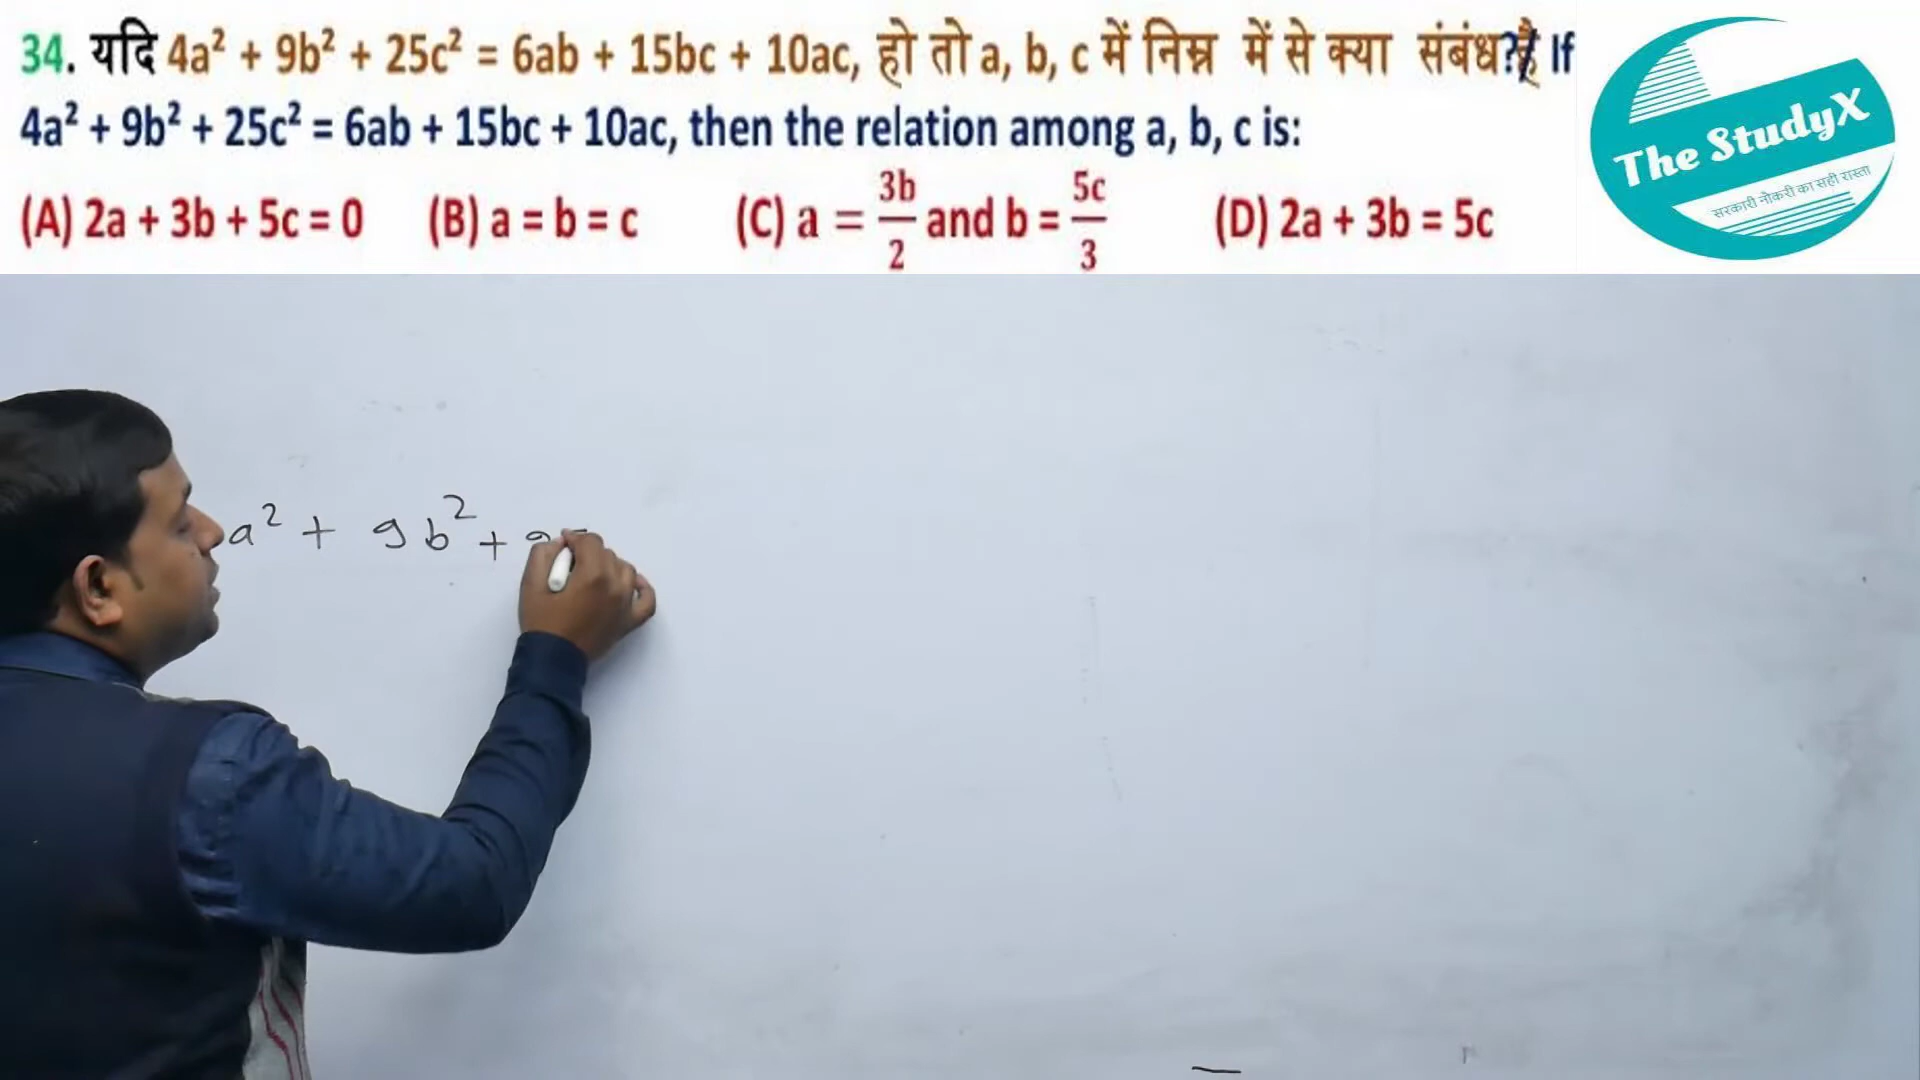 34. यदि 4a² + 9b² + 25c² = 6ab + 15bc + 10ac, हो तो a, b, c में निम्न में से क्या संबंध है?/ If
4a² + 9b² + 25c² = 6ab + 15bc + 10ac, then the relation among a, b, c is:
(A) 2a + 3b + 5c = 0 (B) a = b = c (C) a = 3b/2 and b = 5c/3 (D) 2a + 3b = 5c
The StudyX
सरकारी नौकरी का सही रास्ता
a² + 9b² +